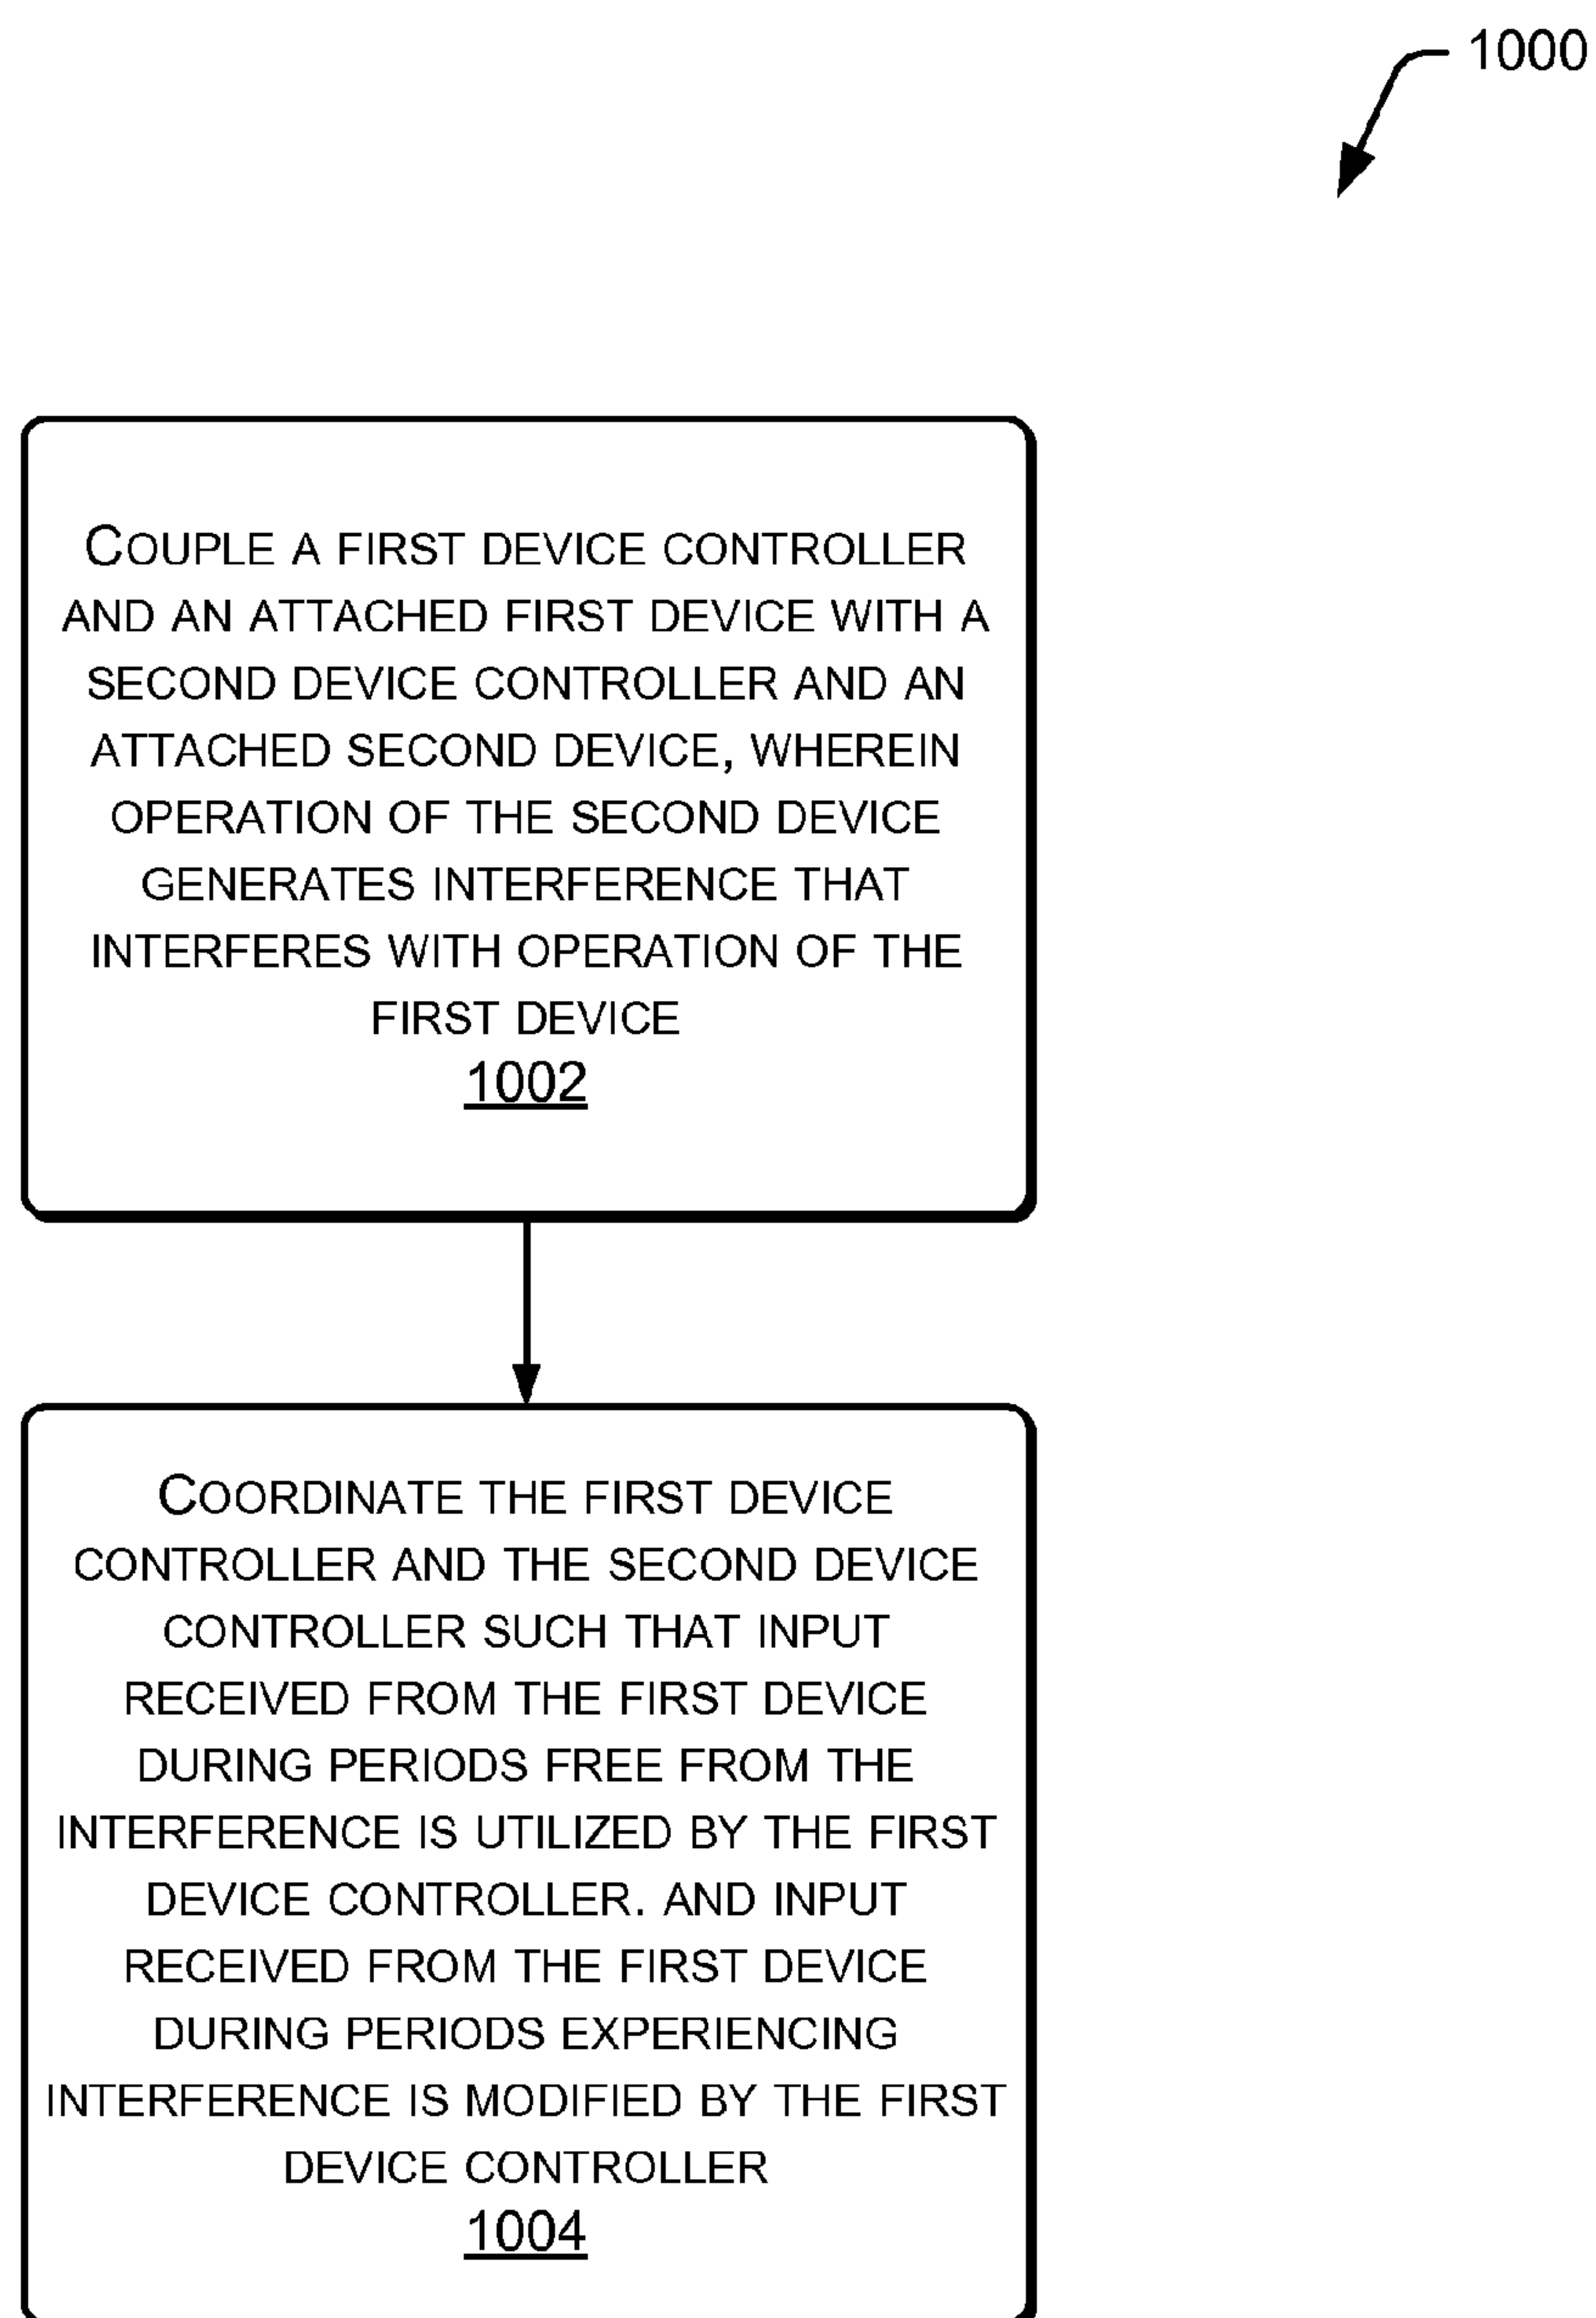 1000
COUPLE A FIRST DEVICE CONTROLLER
AND AN ATTACHED FIRST DEVICE WITH A
SECOND DEVICE CONTROLLER AND AN
ATTACHED SECOND DEVICE, WHEREIN
OPERATION OF THE SECOND DEVICE
GENERATES INTERFERENCE THAT
INTERFERES WITH OPERATION OF THE
FIRST DEVICE
1002
COORDINATE THE FIRST DEVICE
CONTROLLER AND THE SECOND DEVICE
CONTROLLER SUCH THAT INPUT
RECEIVED FROM THE FIRST DEVICE
DURING PERIODS FREE FROM THE
INTERFERENCE IS UTILIZED BY THE FIRST
DEVICE CONTROLLER. AND INPUT
RECEIVED FROM THE FIRST DEVICE
DURING PERIODS EXPERIENCING
INTERFERENCE IS MODIFIED BY THE FIRST
DEVICE CONTROLLER
1004